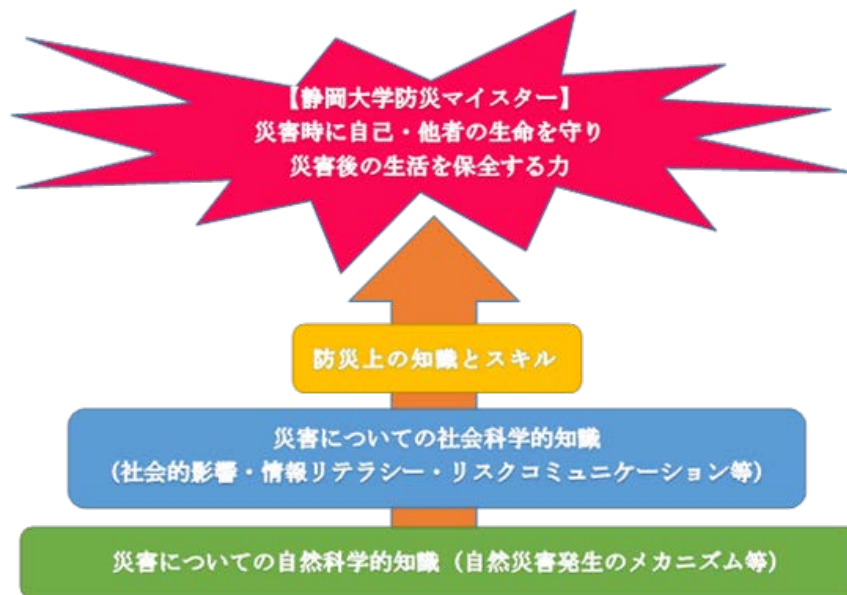 【静岡大学防災マイスター】
災害時に自己・他者の生命を守り
災害後の生活を保全する力
防災上の知識とスキル
災害についての社会科学的知識
（社会的影響・情報リテラシー・リスクコミュニケーション等）
災害についての自然科学的知識（自然災害発生のメカニズム等）